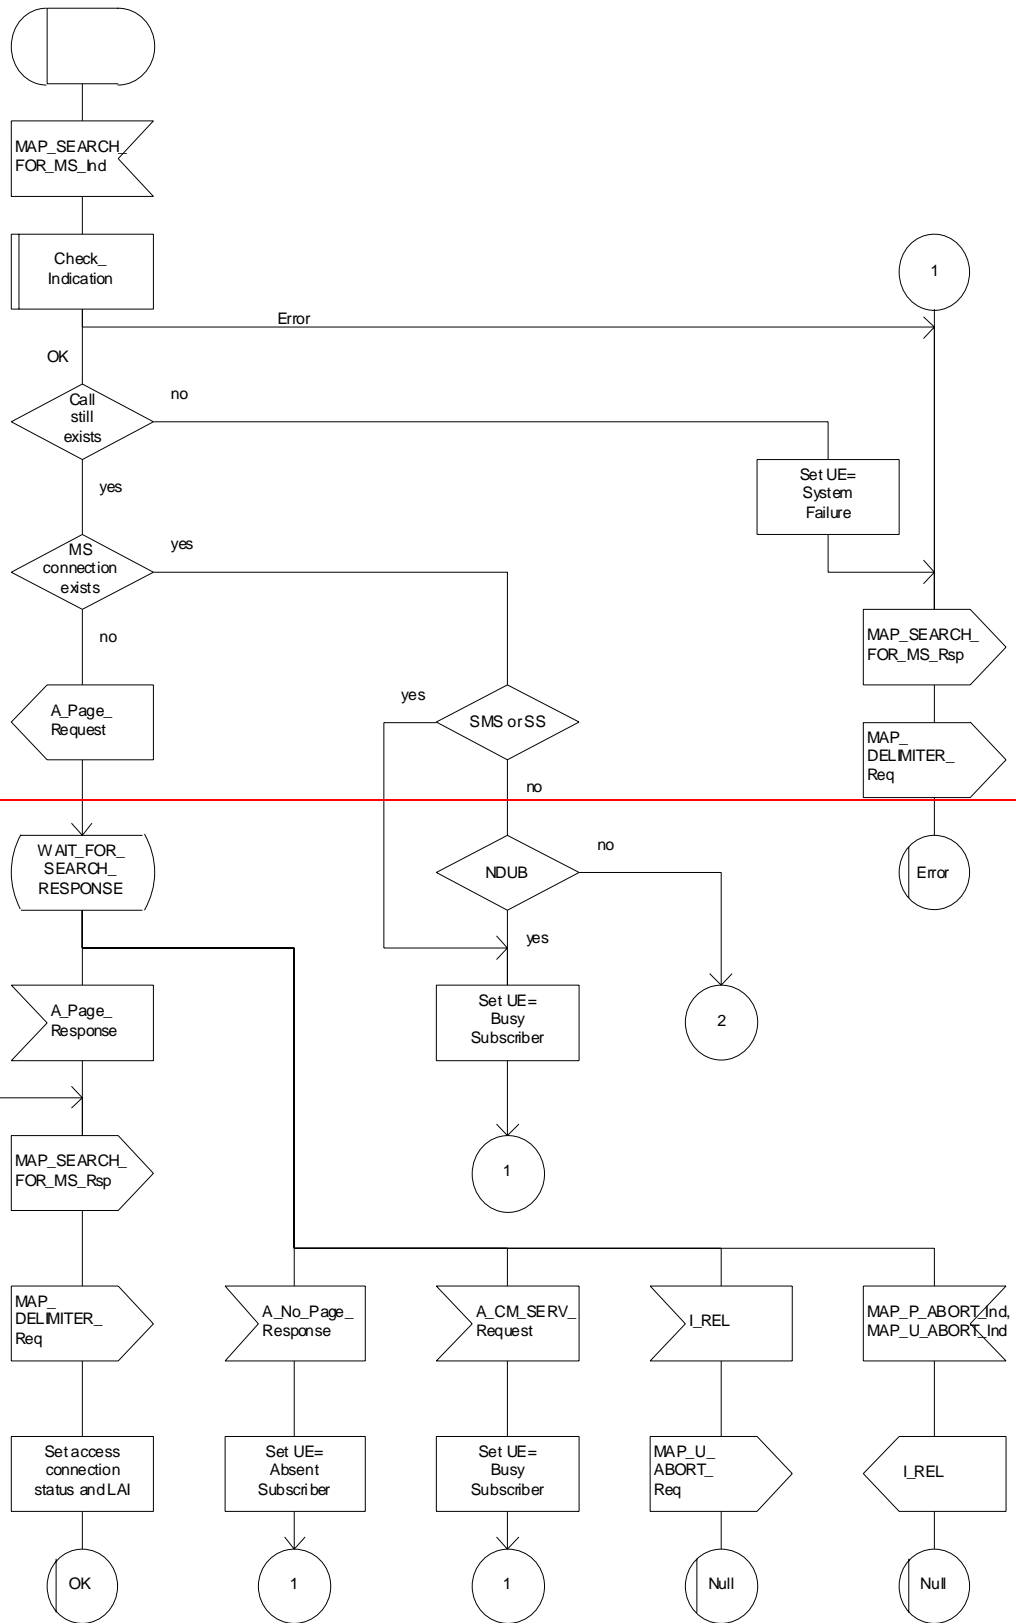 MAP_SEARCH_
FOR_MS_Ind
Check_
Indication
1
Error
OK
Call
still
exists
no
Set UE=
System
Failure
yes
MS
connection
exists
yes
no
MAP_SEARCH_
FOR_MS_Rsp
A_Page_
Request
yes
SMS or SS
MAP_
DELIMITER_
Req
no
WAIT_FOR_
SEARCH_
RESPONSE
NDUB
no
Error
yes
A_Page_
Response
Set UE=
Busy
Subscriber
2
MAP_SEARCH_
FOR_MS_Rsp
1
MAP_
DELIMITER_
Req
A_No_Page_
Response
A_CM_SERV_
Request
I_REL
MAP_P_ABORT_Ind,
MAP_U_ABORT_Ind
Set access
connection
status and LAI
Set UE=
Absent
Subscriber
Set UE=
Busy
Subscriber
MAP_U_
ABORT_
Req
I_REL
OK
1
1
Null
Null